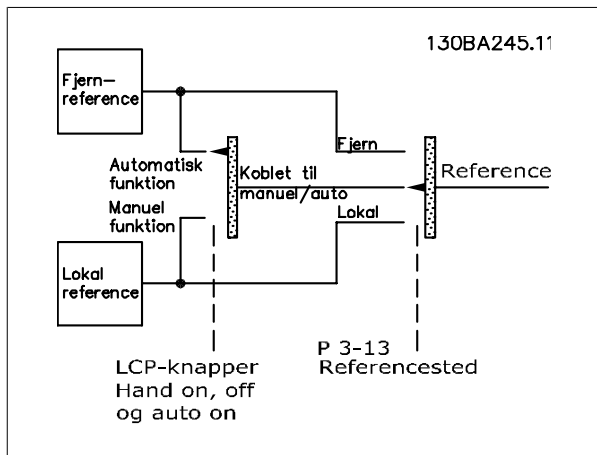 130BA245.11
Fjern-
reference
Automatisk
funktion
Manuel
funktion
Lokal
reference
Koblet til
manuel/auto
Fjern
Lokal
Reference
LCP-knapper
Hand on, off
og auto on
P 3-13
Referencested